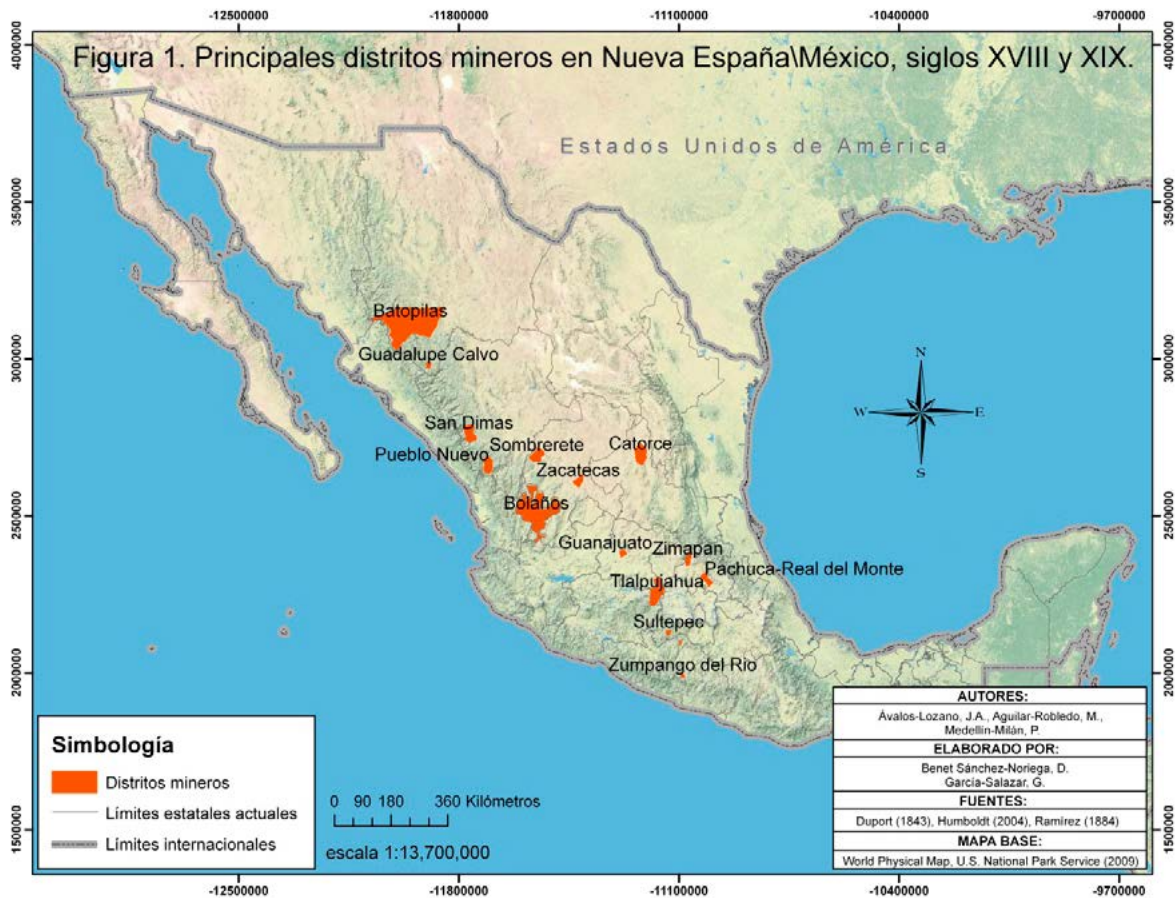 -12500000 -11800000 -11100000 -10400000 -9700000
4000000 4000000
Figura 1. Principales distritos mineros en Nueva España\México, siglos XVIII y XIX.
Estados Unidos de América
3500000 3500000
Batopilas
Guadalupe Calvo
3000000 3000000
N
W E
S
San Dimas
Sombrerete
Catorce
Pueblo Nuevo
Zacatecas
Bolaños
2500000 2500000
Guanajuato
Zimapan
Pachuca-Real del Monte
Tlalpujahua
Sultepec
Zumpango del Rio
2000000 2000000
Simbología
Distritos mineros
Límites estatales actuales
Límites internacionales
0 90 180 360 Kilómetros
escala 1:13,700,000
AUTORES:
Ávalos-Lozano, J.A., Aguilar-Robledo, M.,
Medellín-Milán, P.
ELABORADO POR:
Benet Sánchez-Noriega, D.
García-Salazar, G.
FUENTES:
Duport (1843), Humboldt (2004), Ramírez (1884)
MAPA BASE:
World Physical Map, U.S. National Park Service (2009)
1500000 1500000
-12500000 -11800000 -11100000 -10400000 -9700000